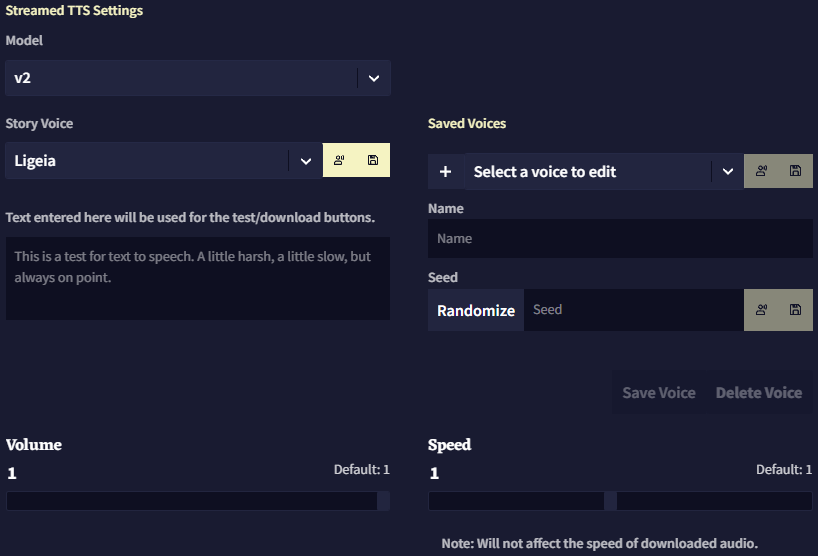 Streamed TTS Settings
Model
v2
Story Voice
Ligeia
Text entered here will be used for the test/download buttons.
This is a test for text to speech. A little harsh, a little slow, but
always on point.
Saved Voices
+ Select a voice to edit
Name
Name
Seed
Randomize Seed
Save Voice Delete Voice
Volume
1 Default: 1
Speed
1 Default: 1
Note: Will not affect the speed of downloaded audio.